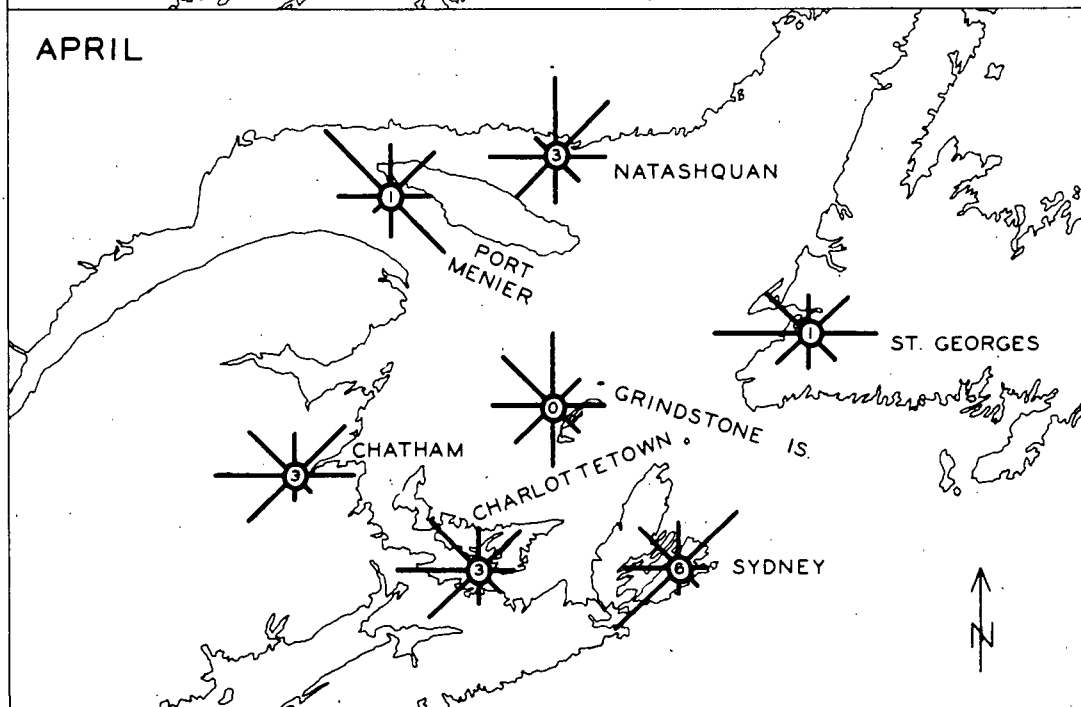 APRIL
3
NATASHQUAN
1
PORT
MENIER
1
ST. GEORGES
0
GRINDSTONE IS.
3
CHATHAM
CHARLOTTETOWN
3
6
SYDNEY
N